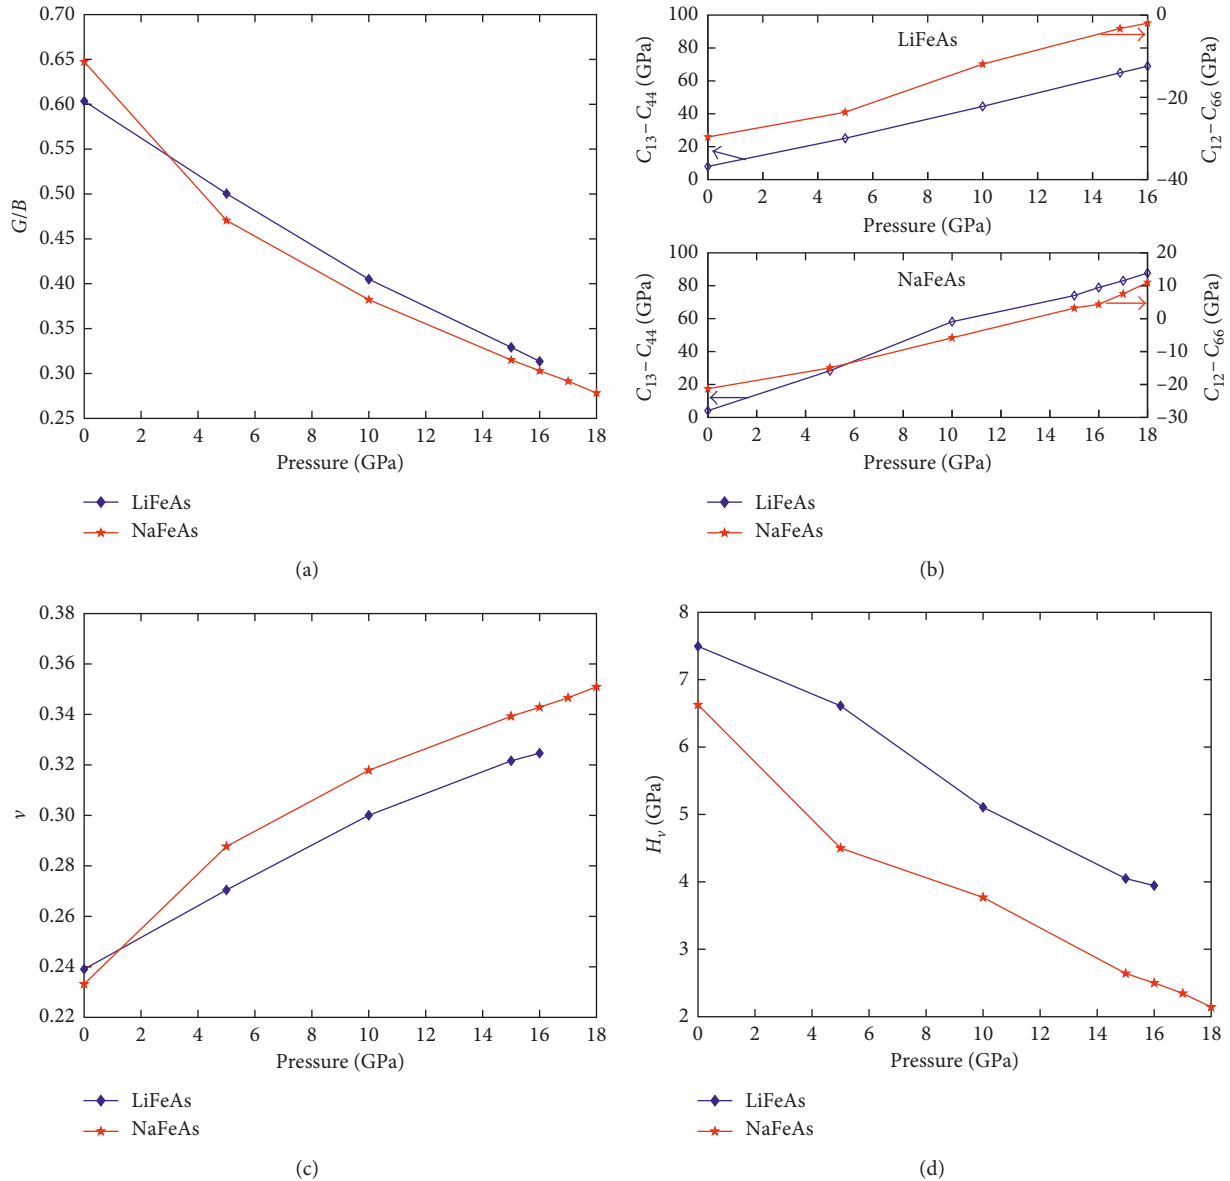 0.70
0.65
0.60
0.55
0.50
0.45
0.40
0.35
0.30
0.25
G/B
0 2 4 6 8 10 12 14 16 18
Pressure (GPa)
LiFeAs
NaFeAs
(a)
100
80
60
40
20
0
C13−C44 (GPa)
LiFeAs
0
−20
−40
C12−C66 (GPa)
0 2 4 6 8 10 12 14 16
Pressure (GPa)
100
80
60
40
20
0
C13−C44 (GPa)
NaFeAs
20
10
0
−10
−20
−30
C12−C66 (GPa)
0 2 4 6 8 10 12 14 16 18
Pressure (GPa)
LiFeAs
NaFeAs
(b)
0.38
0.36
0.34
0.32
0.30
0.28
0.26
0.24
0.22
ν
0 2 4 6 8 10 12 14 16 18
Pressure (GPa)
LiFeAs
NaFeAs
(c)
8
7
6
5
4
3
2
Hν (GPa)
0 2 4 6 8 10 12 14 16 18
Pressure (GPa)
LiFeAs
NaFeAs
(d)